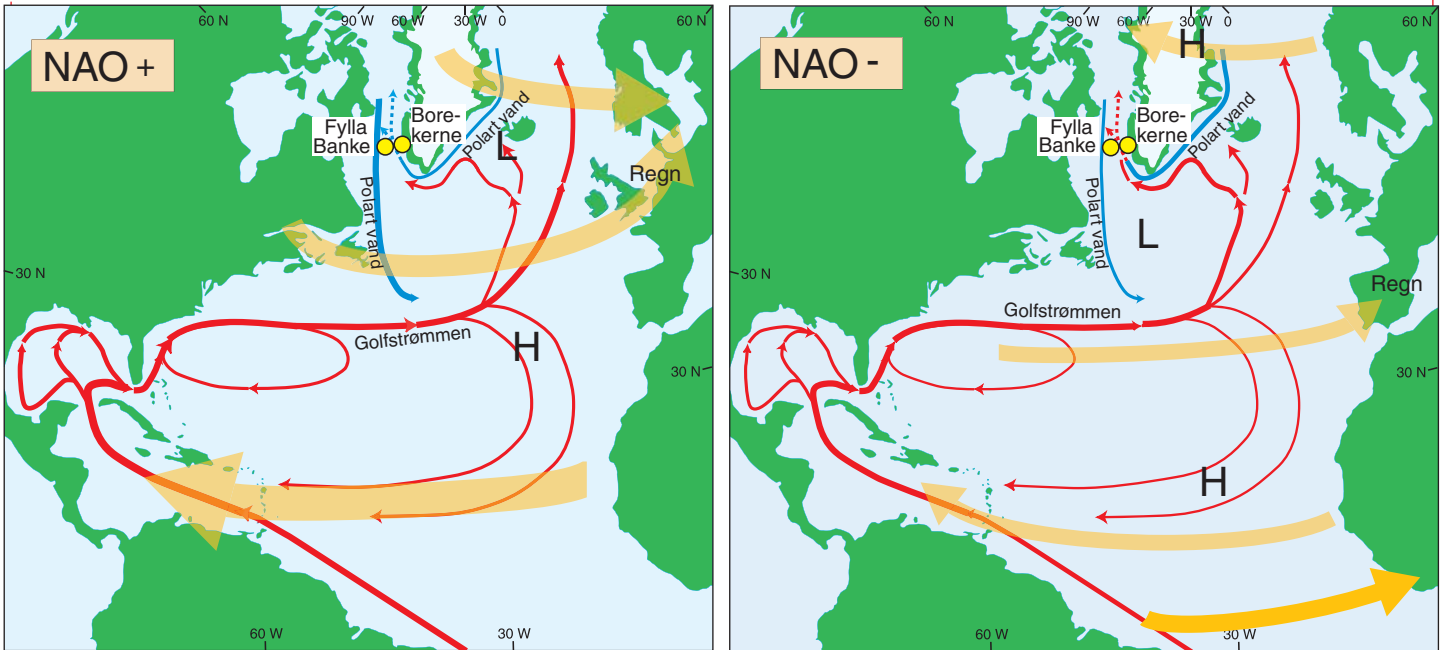 60 N
90 W
60 W
30 W
0
60 N
NAO +
Fylla
Banke
Bore-
kerne
Polart vand
L
Regn
Polart vand
30 N
Golfstrømmen
H
30 N
60 W
30 W
60 N
90 W
60 W
30 W
0
60 N
NAO -
H
Fylla
Banke
Bore-
kerne
Polart vand
Polart vand
L
30 N
Regn
Golfstrømmen
30 N
H
60 W
30 W